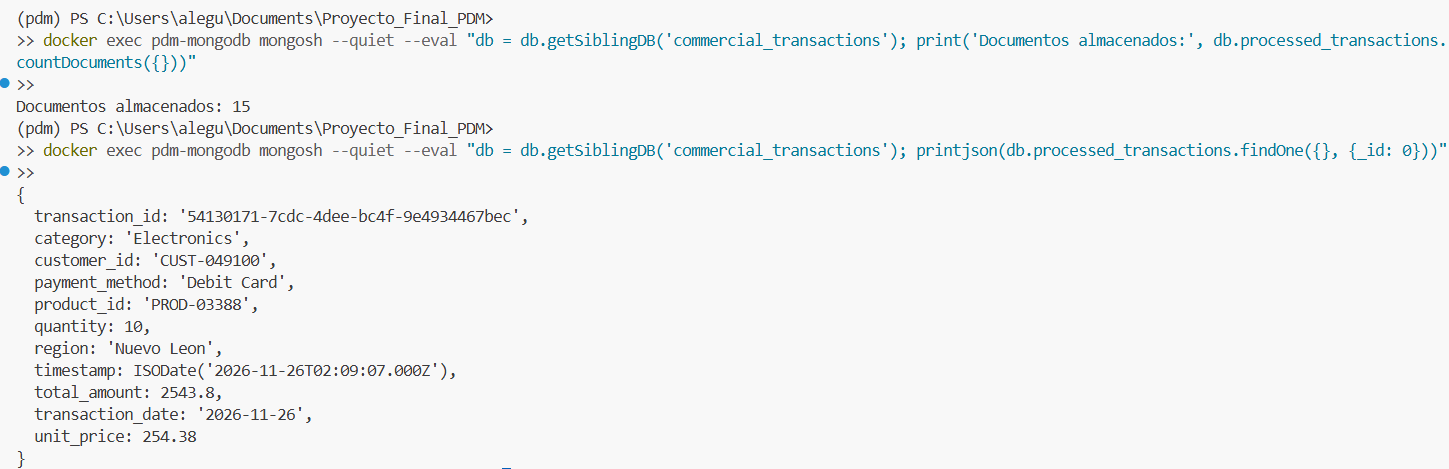 (pdm) PS C:\Users\alegu\Documents\Proyecto_Final_PDM>
>> docker exec pdm-mongodb mongosh --quiet --eval "db = db.getSiblingDB('commercial_transactions'); print('Documentos almacenados:', db.processed_transactions.
countDocuments({}))"
>>
Documentos almacenados: 15
(pdm) PS C:\Users\alegu\Documents\Proyecto_Final_PDM>
>> docker exec pdm-mongodb mongosh --quiet --eval "db = db.getSiblingDB('commercial_transactions'); printjson(db.processed_transactions.findOne({}, {_id: 0}))"
>>
{
  transaction_id: '54130171-7cdc-4dee-bc4f-9e4934467bec',
  category: 'Electronics',
  customer_id: 'CUST-049100',
  payment_method: 'Debit Card',
  product_id: 'PROD-03388',
  quantity: 10,
  region: 'Nuevo Leon',
  timestamp: ISODate('2026-11-26T02:09:07.000Z'),
  total_amount: 2543.8,
  transaction_date: '2026-11-26',
  unit_price: 254.38
}